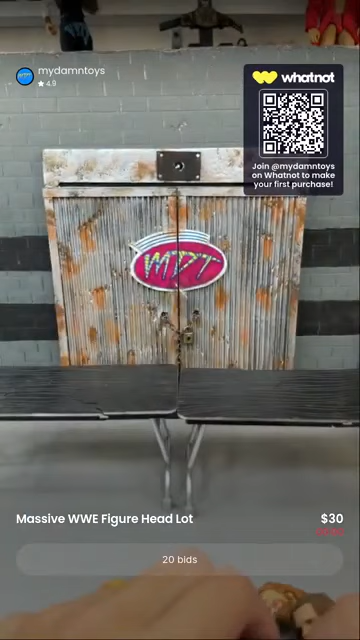 mydamntoys
★ 4.9
whatnot
Join @mydamntoys
on Whatnot to make
your first purchase!
MDT
Massive WWE Figure Head Lot
$30
20 bids